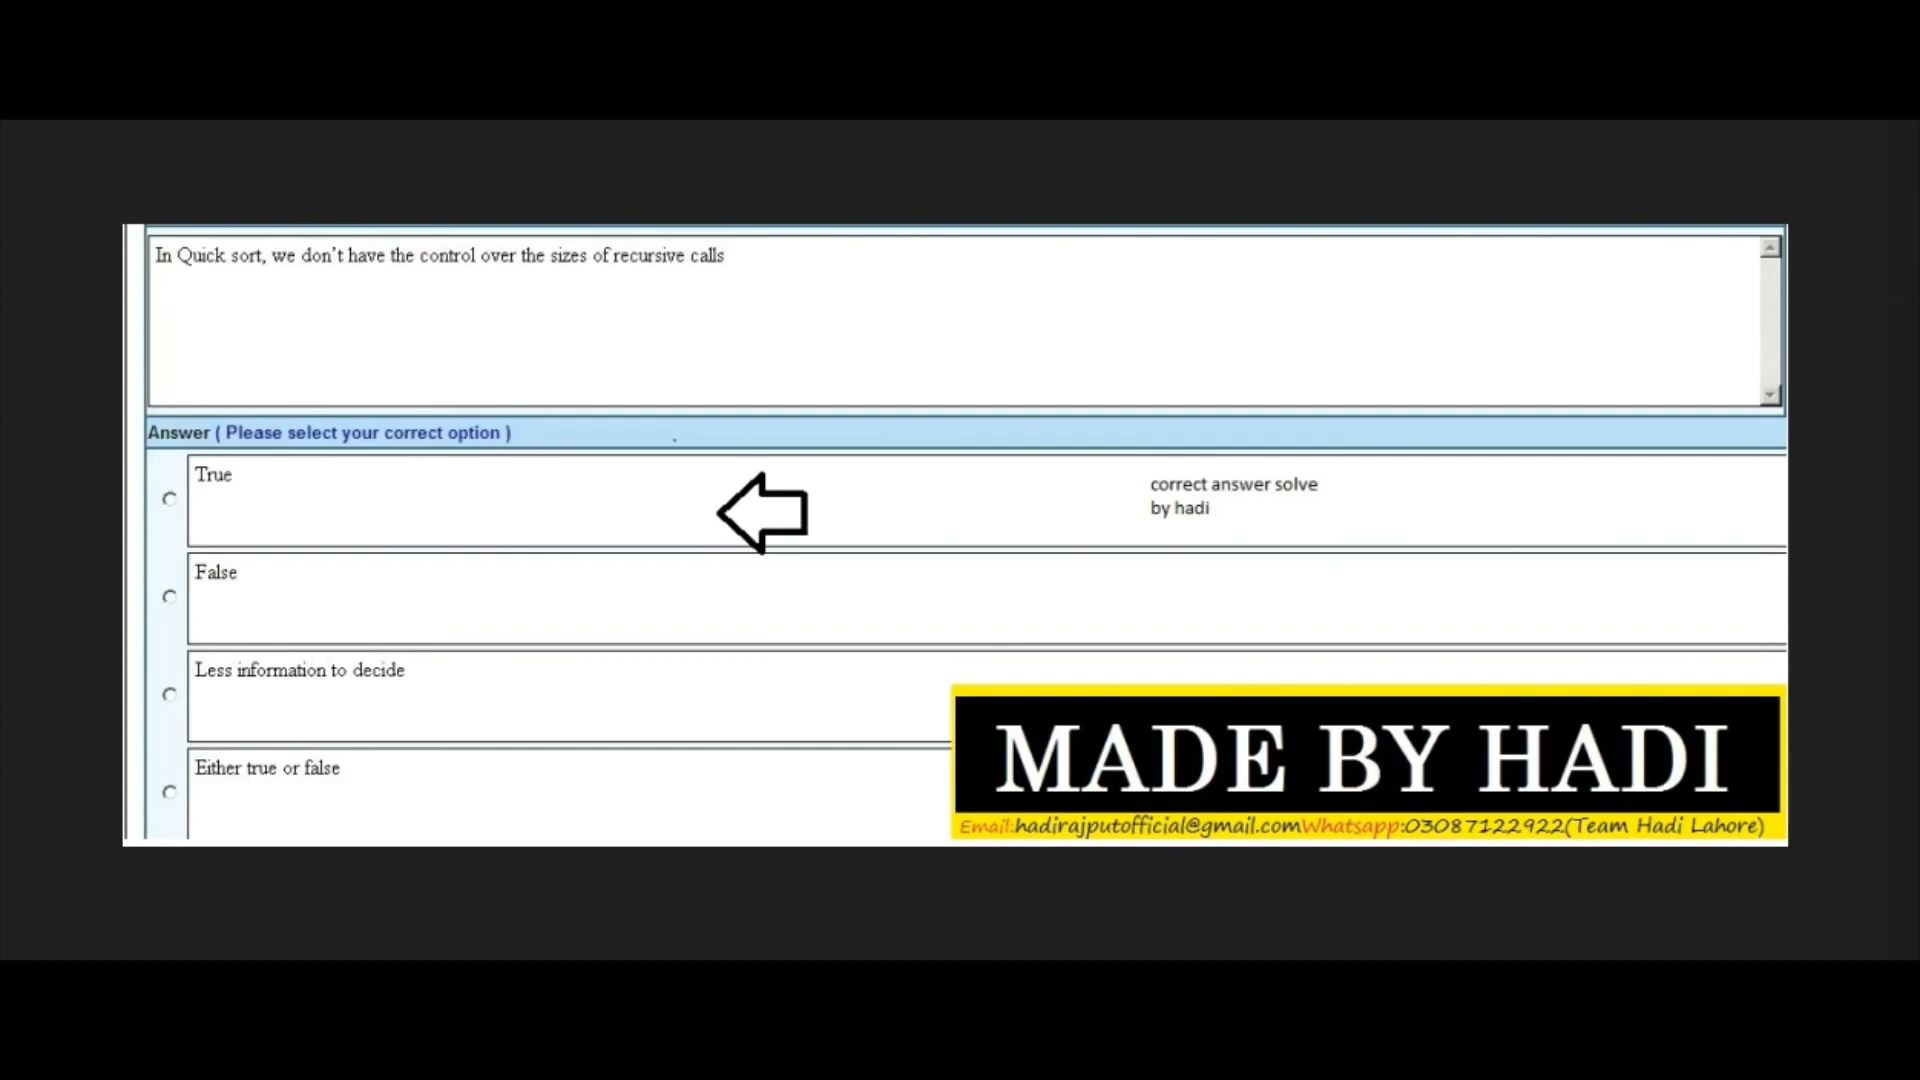 In Quick sort, we don't have the control over the sizes of recursive calls
Answer ( Please select your correct option )
True
correct answer solve
by hadi
False
Less information to decide
Either true or false
MADE BY HADI
Email:hadirajputofficial@gmail.comWhatsapp:03087122922(Team Hadi Lahore)